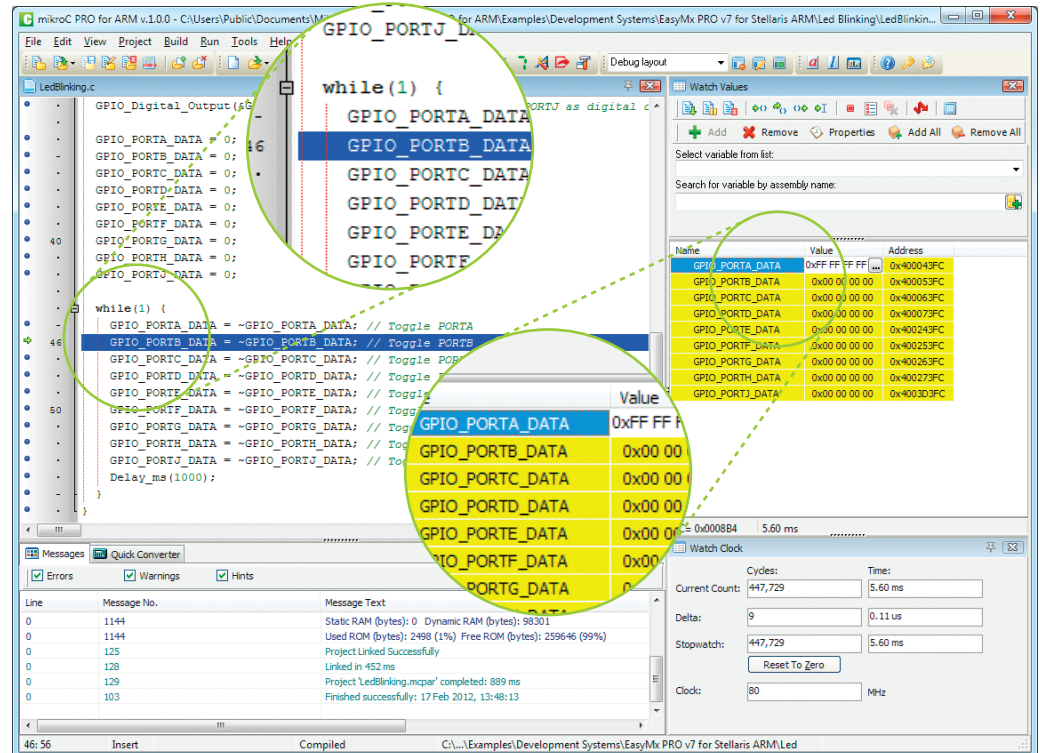 mikroC PRO for ARM v.1.0.0 - C:\Users\Public\Documents\Mi for ARM\Examples\Development Systems\EasyMx PRO v7 for Stellaris ARM\Led Blinking\LedBlinkin...
File Edit View Project Build Run Tools Help
Debug layout
LedBlinking.c
GPIO_Digital_Output(&G PORTJ as digital
GPIO_PORTA_DATA = 0;
GPIO_PORTB_DATA = 0;
GPIO_PORTC_DATA = 0;
GPIO_PORTD_DATA = 0;
GPIO_PORTE_DATA = 0;
GPIO_PORTF_DATA = 0;
40 GPIO_PORTG_DATA = 0;
GPIO_PORTH_DATA = 0;
GPIO_PORTJ_DATA = 0;
while(1) {
GPIO_PORTA_DATA = ~GPIO_PORTA_DATA; // Toggle PORTA
46 GPIO_PORTB_DATA = ~GPIO_PORTB_DATA; // Toggle PORTB
GPIO_PORTC_DATA = ~GPIO_PORTC_DATA; // Toggle POR
GPIO_PORTD_DATA = ~GPIO_PORTD_DATA; // Toggle
GPIO_PORTE_DATA = ~GPIO_PORTE_DATA; // Toggle
50 GPIO_PORTF_DATA = ~GPIO_PORTF_DATA; // Togg
GPIO_PORTG_DATA = ~GPIO_PORTG_DATA; // Tog
GPIO_PORTH_DATA = ~GPIO_PORTH_DATA; // Tog
GPIO_PORTJ_DATA = ~GPIO_PORTJ_DATA; // To
Delay_ms(1000);
}
}
GPIO_PORTJ_D
while(1) {
GPIO_PORTA_DATA
46 GPIO_PORTB_DATA
GPIO_PORTC_DATA
GPIO_PORTD_DAT
GPIO_PORTE_DA
GPIO_PORTF
Value
GPIO_PORTA_DATA 0xFF FF F
GPIO_PORTB_DATA 0x00 00
GPIO_PORTC_DATA 0x00 00
GPIO_PORTD_DATA 0x00 00
GPIO_PORTE_DATA 0x00 00
PIO_PORTF_DATA 0x00
PORTG_DATA
Watch Values
Add Remove Properties Add All Remove All
Select variable from list:
Search for variable by assembly name:
Name Value Address
GPIO_PORTA_DATA 0xFF FF FF FF ... 0x400043FC
GPIO_PORTB_DATA 0x00 00 00 00 0x400053FC
GPIO_PORTC_DATA 0x00 00 00 00 0x400063FC
GPIO_PORTD_DATA 0x00 00 00 00 0x400073FC
GPIO_PORTE_DATA 0x00 00 00 00 0x400243FC
GPIO_PORTF_DATA 0x00 00 00 00 0x400253FC
GPIO_PORTG_DATA 0x00 00 00 00 0x400263FC
GPIO_PORTH_DATA 0x00 00 00 00 0x400273FC
GPIO_PORTJ_DATA 0x00 00 00 00 0x4003D3FC
C= 0x0008B4 5.60 ms
Messages Quick Converter
Errors Warnings Hints
Line Message No. Message Text
0 1144 Static RAM (bytes): 0 Dynamic RAM (bytes): 98301
0 1144 Used ROM (bytes): 2498 (1%) Free ROM (bytes): 259646 (99%)
0 125 Project Linked Successfully
0 128 Linked in 452 ms
0 129 Project 'LedBlinking.mcpar' completed: 889 ms
0 103 Finished successfully: 17 Feb 2012, 13:48:13
Watch Clock
Cycles: Time:
Current Count: 447,729 5.60 ms
Delta: 9 0.11 us
Stopwatch: 447,729 5.60 ms
Reset To Zero
Clock: 80 MHz
46: 56 Insert Compiled C:\...\Examples\Development Systems\EasyMx PRO v7 for Stellaris ARM\Led